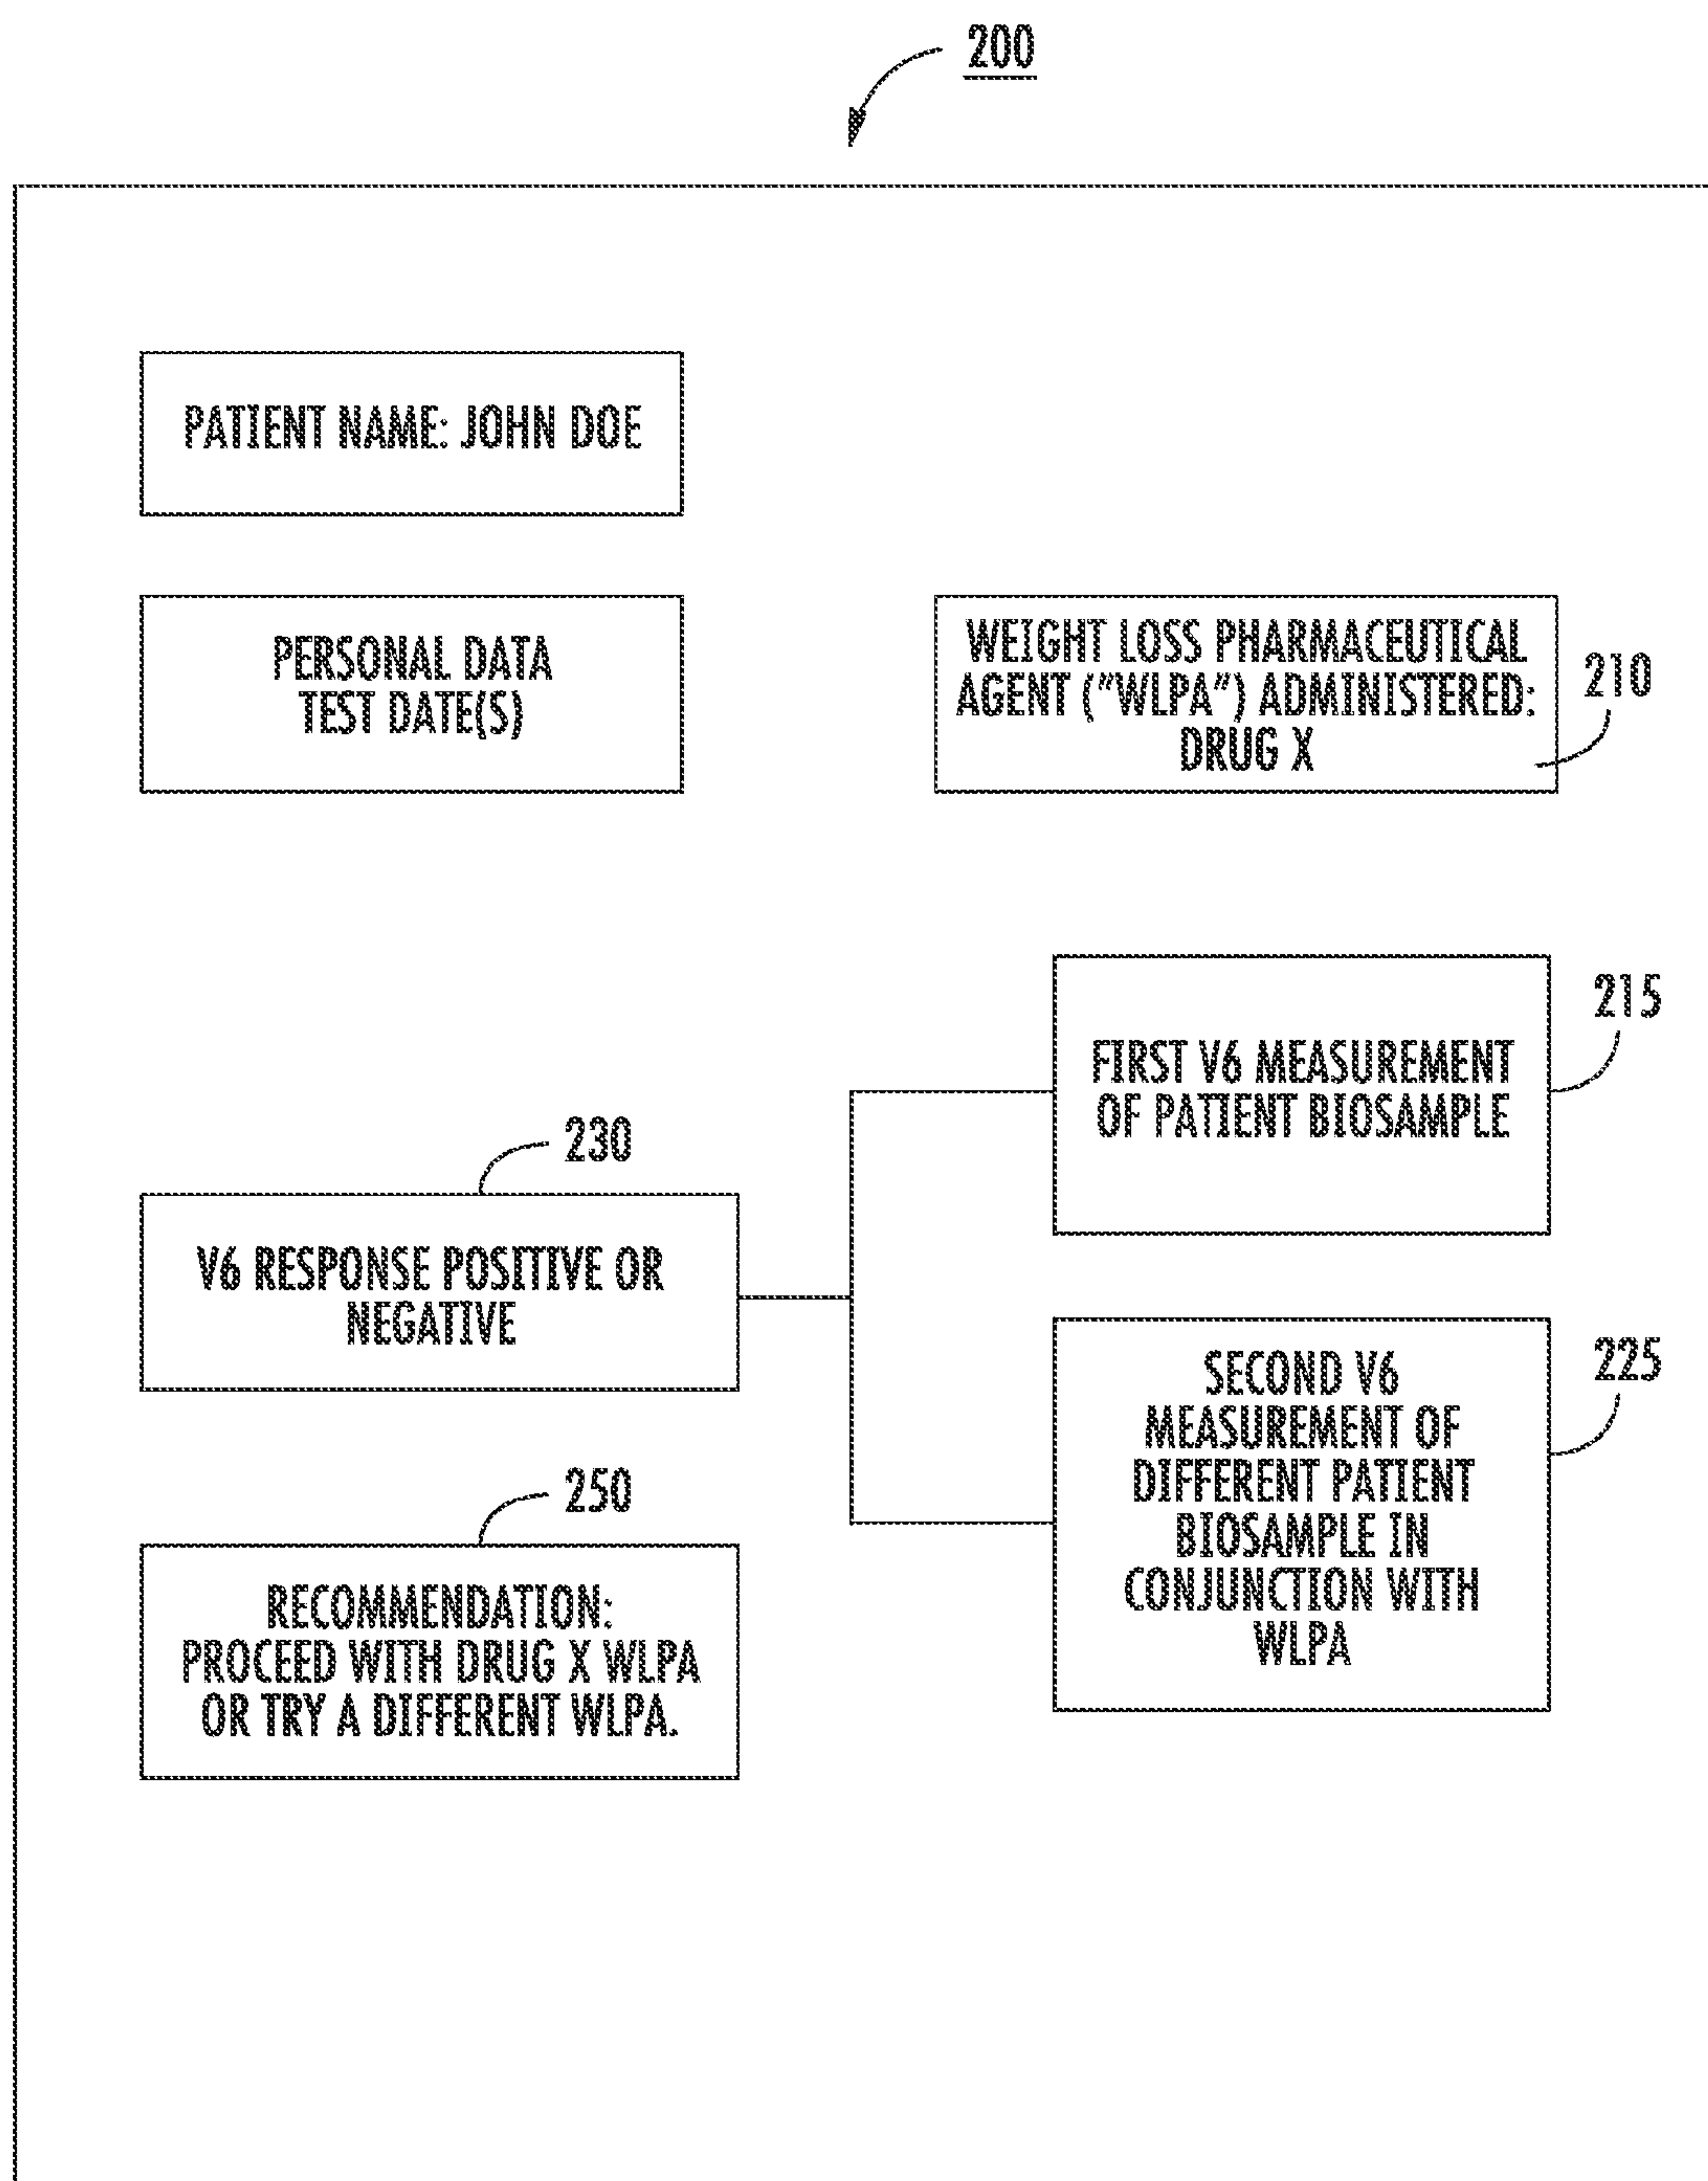 200
PATIENT NAME: JOHN DOE
PERSONAL DATA
TEST DATE(S)
WEIGHT LOSS PHARMACEUTICAL
AGENT ("WLPA") ADMINISTERED:
DRUG X
210
FIRST V6 MEASUREMENT
OF PATIENT BIOSAMPLE
215
230
V6 RESPONSE POSITIVE OR
NEGATIVE
SECOND V6
MEASUREMENT OF
DIFFERENT PATIENT
BIOSAMPLE IN
CONJUNCTION WITH
WLPA
225
250
RECOMMENDATION:
PROCEED WITH DRUG X WLPA
OR TRY A DIFFERENT WLPA.